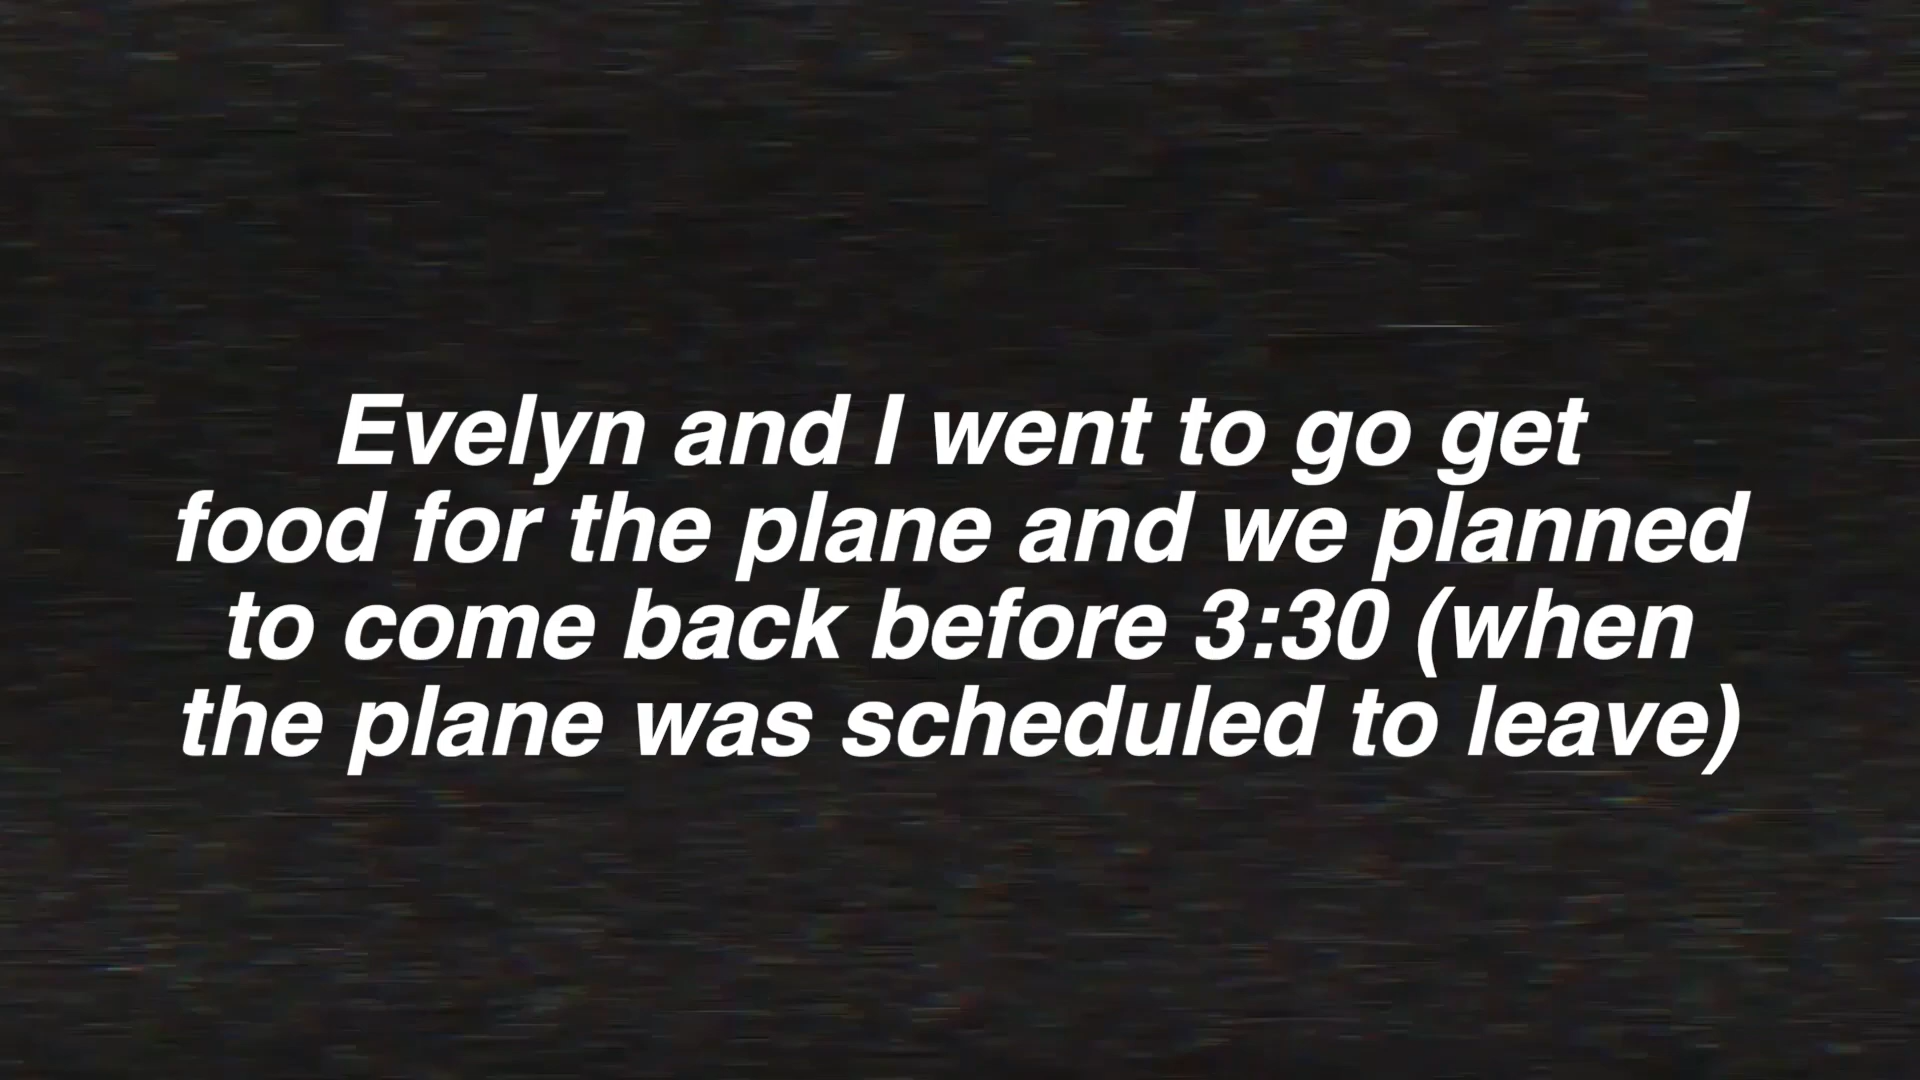 Evelyn and I went to go get
food for the plane and we planned
to come back before 3:30 (when
the plane was scheduled to leave)